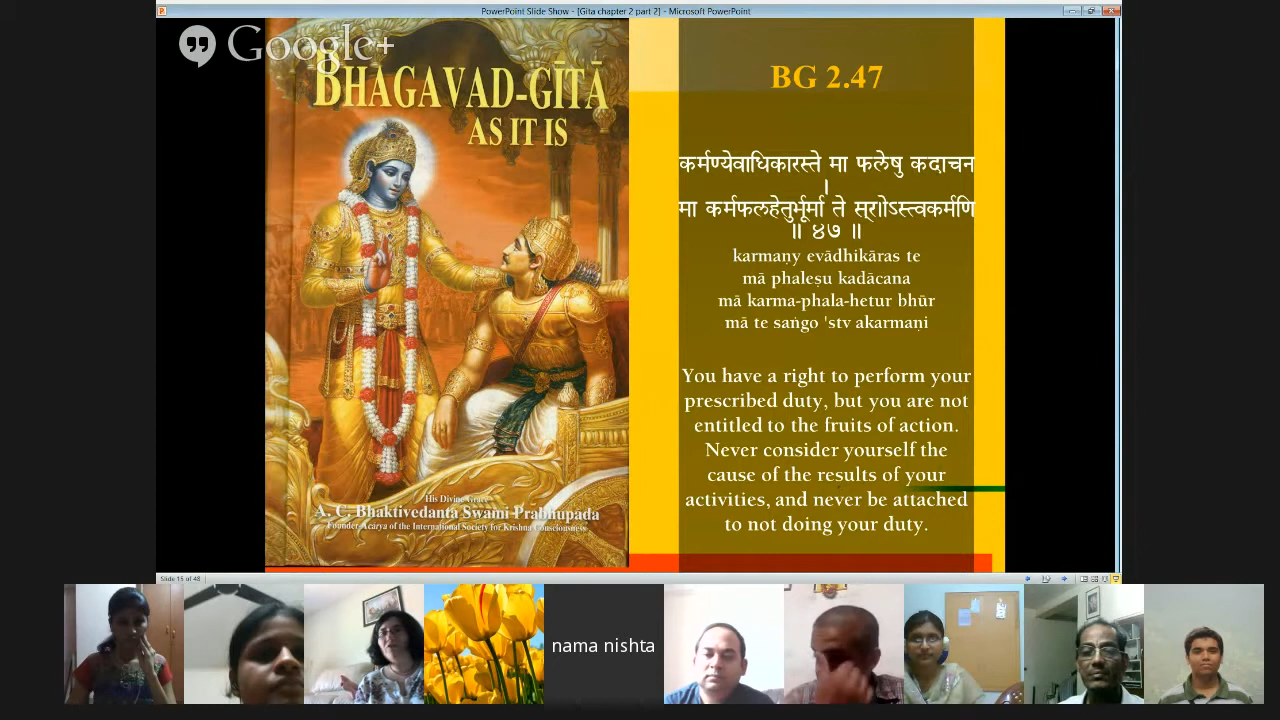 PowerPoint Slide Show - [Gita chapter 2 part 2] - Microsoft PowerPoint
Google+
BHAGAVAD-GĪTĀ
AS IT IS
His Divine Grace
A. C. Bhaktivedanta Swami Prabhupāda
Founder-Ācārya of the International Society for Krishna Consciousness
BG 2.47
कर्मण्येवाधिकारस्ते मा फलेषु कदाचन
।
मा कर्मफलहेतुर्भूर्मा ते सङ्गोऽस्त्वकर्मणि
॥ ४७ ॥
karmaṇy evādhikāras te
mā phaleṣu kadācana
mā karma-phala-hetur bhūr
mā te saṅgo 'stv akarmaṇi
You have a right to perform your
prescribed duty, but you are not
entitled to the fruits of action.
Never consider yourself the
cause of the results of your
activities, and never be attached
to not doing your duty.
Slide 15 of 48
nama nishta